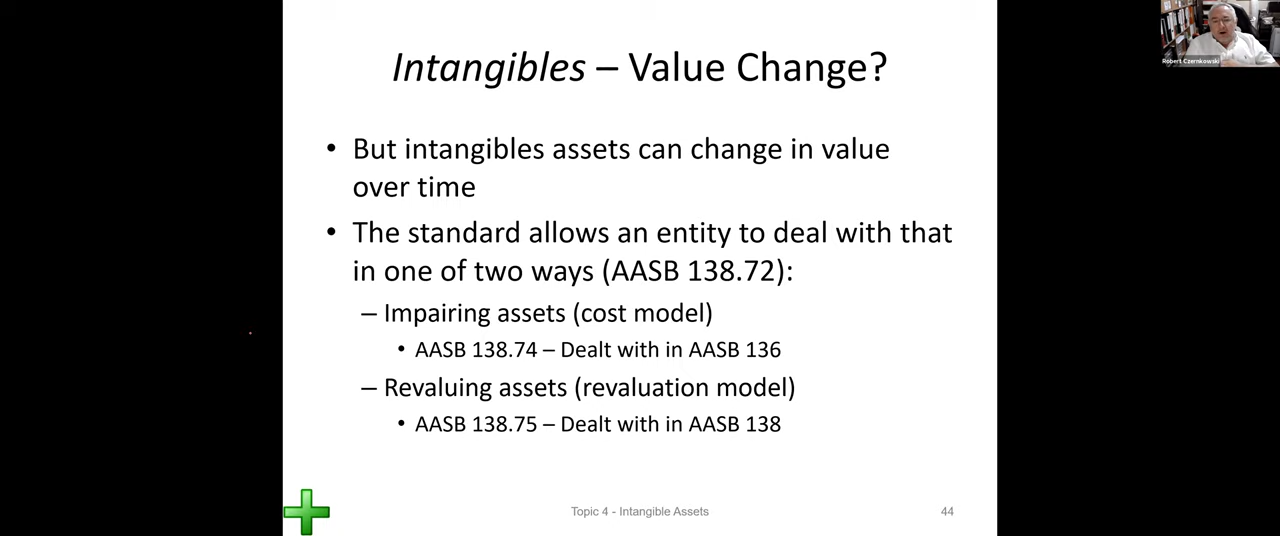 Intangibles – Value Change?
• But intangibles assets can change in value
over time
• The standard allows an entity to deal with that
in one of two ways (AASB 138.72):
– Impairing assets (cost model)
• AASB 138.74 – Dealt with in AASB 136
– Revaluing assets (revaluation model)
• AASB 138.75 – Dealt with in AASB 138
Topic 4 - Intangible Assets
44
Robert Czernkowski